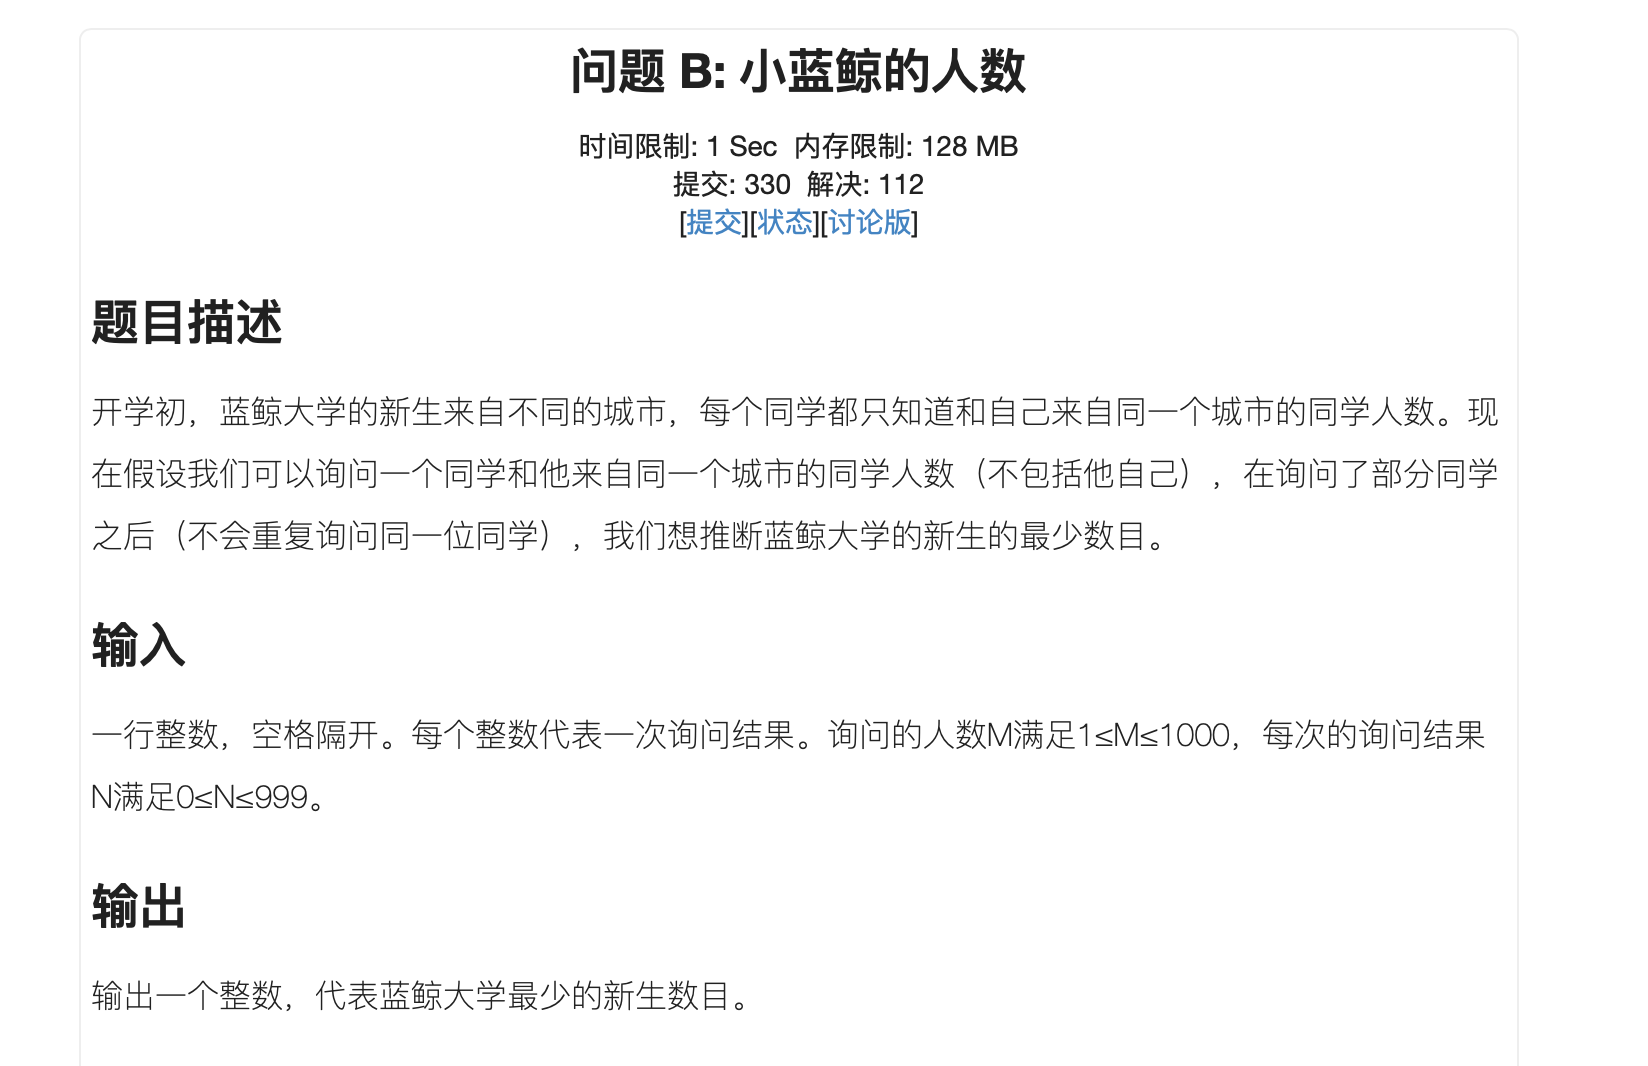 问题 B: 小蓝鲸的人数
时间限制: 1 Sec 内存限制: 128 MB
提交: 330 解决: 112
[提交][状态][讨论版]
题目描述
开学初，蓝鲸大学的新生来自不同的城市，每个同学都只知道和自己来自同一个城市的同学人数。现
在假设我们可以询问一个同学和他来自同一个城市的同学人数（不包括他自己），在询问了部分同学
之后（不会重复询问同一位同学），我们想推断蓝鲸大学的新生的最少数目。
输入
一行整数，空格隔开。每个整数代表一次询问结果。询问的人数M满足1≤M≤1000，每次的询问结果
N满足0≤N≤999。
输出
输出一个整数，代表蓝鲸大学最少的新生数目。